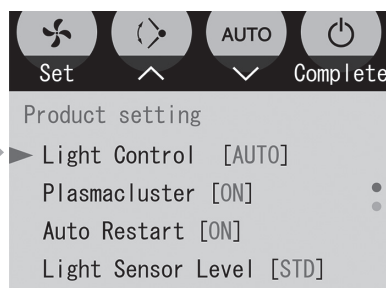 AUTO
Set Complete
Product setting
Light Control [AUTO]
Plasmacluster [ON]
Auto Restart [ON]
Light Sensor Level [STD]